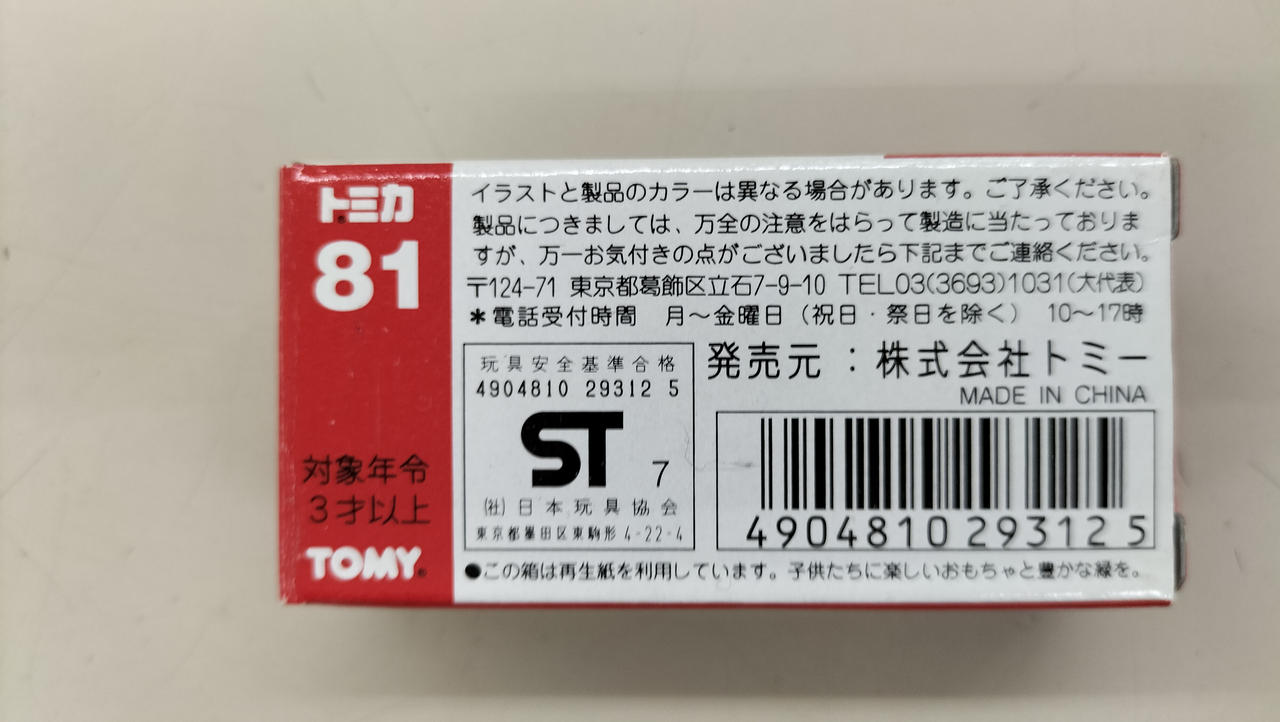 トミカ
81
対象年令
3才以上
TOMY
イラストと製品のカラーは異なる場合があります。ご了承ください。
製品につきましては、万全の注意をはらって製造に当たっておりま
すが、万一お気付きの点がございましたら下記までご連絡ください。
〒124-71 東京都葛飾区立石7-9-10 TEL03(3693)1031(大代表)
＊電話受付時間 月〜金曜日（祝日・祭日を除く） 10〜17時
玩具安全基準合格
4904810 29312 5
ST 7
(社)日本玩具協会
東京都墨田区東駒形 4-22-4
発売元：株式会社トミー
MADE IN CHINA
4904810 293125
●この箱は再生紙を利用しています。子供たちに楽しいおもちゃと豊かな緑を。